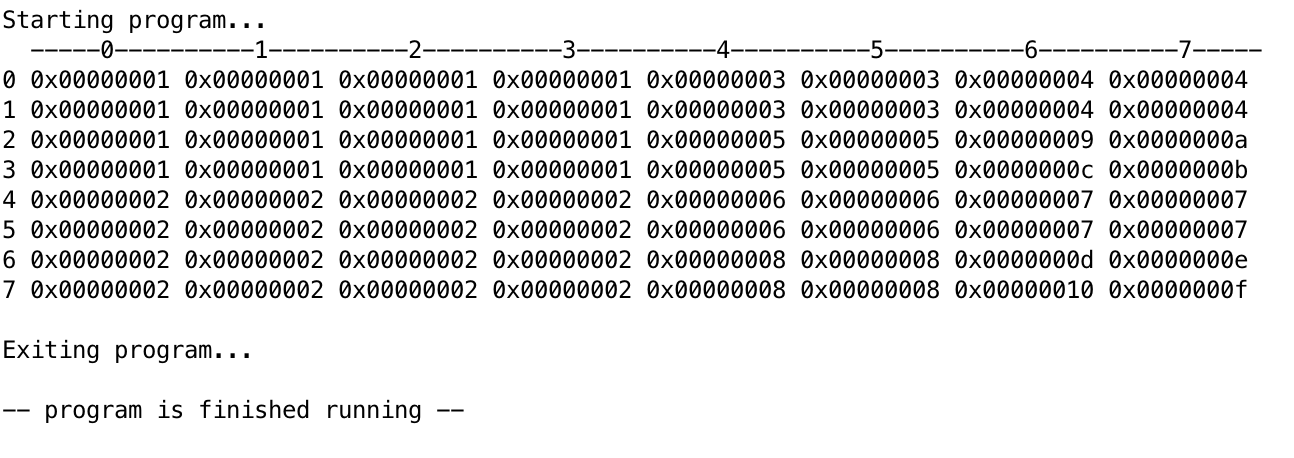 Starting program...
  -----0----------1----------2----------3----------4----------5----------6----------7-----
0 0x00000001 0x00000001 0x00000001 0x00000001 0x00000003 0x00000003 0x00000004 0x00000004
1 0x00000001 0x00000001 0x00000001 0x00000001 0x00000003 0x00000003 0x00000004 0x00000004
2 0x00000001 0x00000001 0x00000001 0x00000001 0x00000005 0x00000005 0x00000009 0x0000000a
3 0x00000001 0x00000001 0x00000001 0x00000001 0x00000005 0x00000005 0x0000000c 0x0000000b
4 0x00000002 0x00000002 0x00000002 0x00000002 0x00000006 0x00000006 0x00000007 0x00000007
5 0x00000002 0x00000002 0x00000002 0x00000002 0x00000006 0x00000006 0x00000007 0x00000007
6 0x00000002 0x00000002 0x00000002 0x00000002 0x00000008 0x00000008 0x0000000d 0x0000000e
7 0x00000002 0x00000002 0x00000002 0x00000002 0x00000008 0x00000008 0x00000010 0x0000000f
Exiting program...
-- program is finished running --